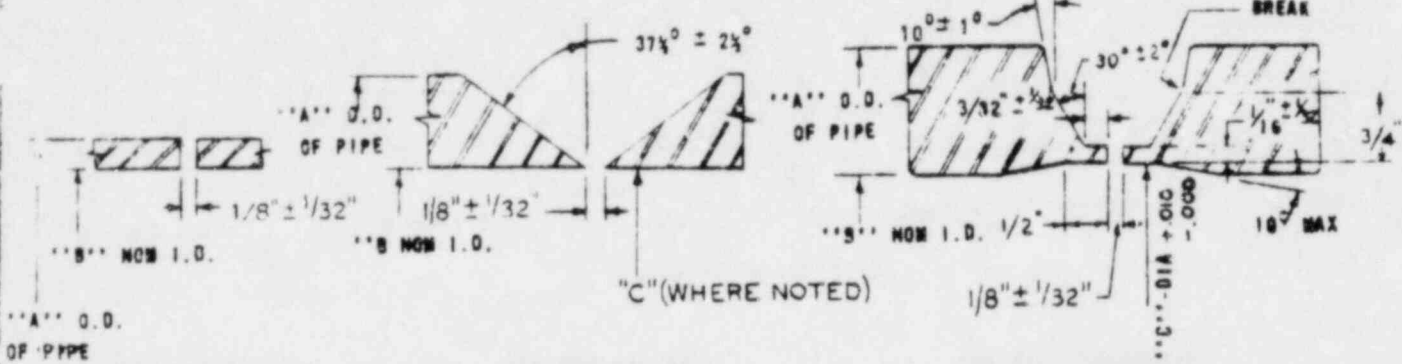 "A" O.D.
OF PIPE
"B" NOM I.D.
1/8" ± 1/32"
"A" O.D.
OF PIPE
37½° ± 2½°
1/8" ± 1/32"
"B NOM I.D.
"C" (WHERE NOTED)
"A" O.D.
OF PIPE
10° ± 1°
30° ± 2°
BREAK
3/32" ± 1/32
1/16" ± 1/32
3/4"
"B" NOM I.D.
1/2"
1/8" ± 1/32"
"C" DIA +.010
-.000
MAX